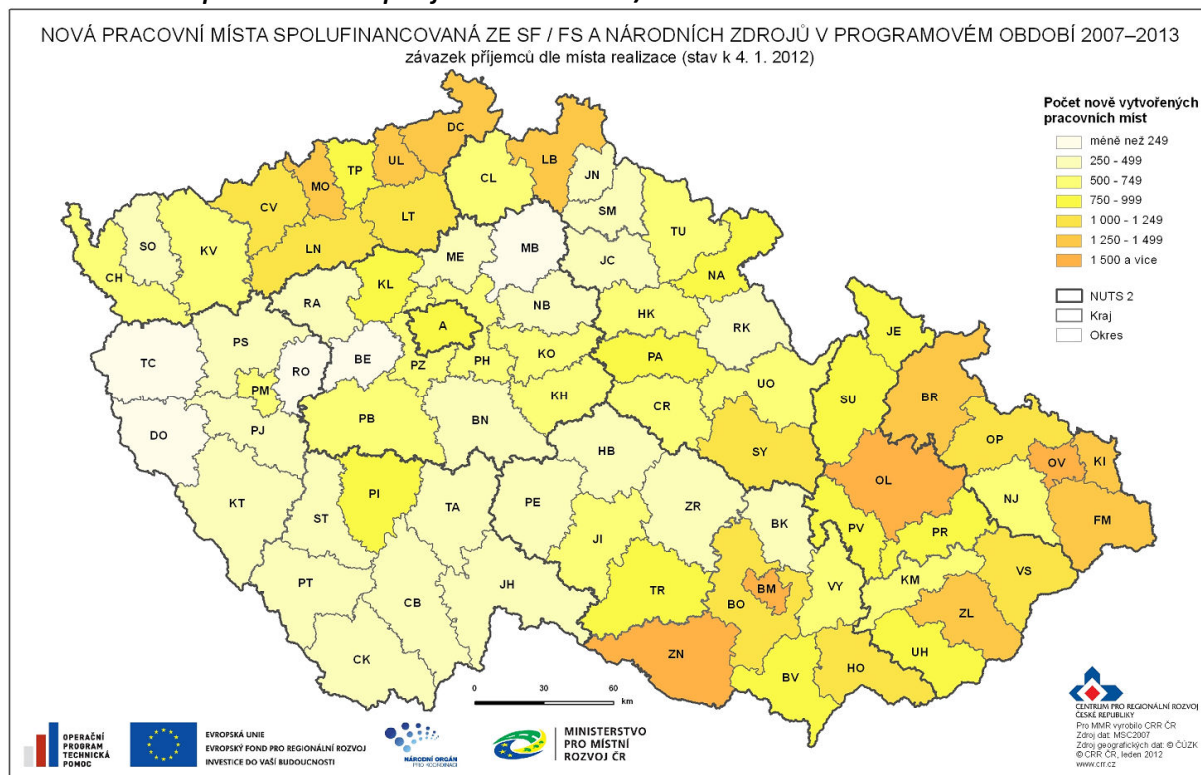 NOVÁ PRACOVNÍ MÍSTA SPOLUFINANCOVANÁ ZE SF / FS A NÁRODNÍCH ZDROJŮ V PROGRAMOVÉM OBDOBÍ 2007–2013
závazek příjemců dle místa realizace (stav k 4. 1. 2012)
Počet nově vytvořených
pracovních míst
méně než 249
250 - 499
500 - 749
750 - 999
1 000 - 1 249
1 250 - 1 499
1 500 a více
NUTS 2
Kraj
Okres
DC
UL
LB
TP
MO
CL
JN
CV
LT
SM
LN
TU
SO
KV
MB
ME
JC
CH
KL
NA
RA
NB
HK
RK
JE
A
PS
TC
RO
BE
PZ
PH
KO
PA
UO
PM
KH
CR
SU
BR
PB
BN
DO
PJ
SY
OP
HB
OV
KI
OL
KT
PI
ST
TA
PE
ZR
BK
NJ
FM
JI
PV
PR
PT
CB
JH
TR
BO
BM
VY
KM
VS
ZL
CK
ZN
BV
HO
UH
0
30
60
km
OPERAČNÍ
PROGRAM
TECHNICKÁ
POMOC
EVROPSKÁ UNIE
EVROPSKÝ FOND PRO REGIONÁLNÍ ROZVOJ
INVESTICE DO VAŠÍ BUDOUCNOSTI
NÁRODNÍ ORGÁN
PRO KOORDINACI
MINISTERSTVO
PRO MÍSTNÍ
ROZVOJ ČR
CENTRUM PRO REGIONÁLNÍ ROZVOJ
ČESKÉ REPUBLIKY
Pro MMR vyrobilo CRR ČR
Zdroj dat: MSC2007
Zdroj geografických dat: © ČÚZK
© CRR ČR, leden 2012
www.crr.cz